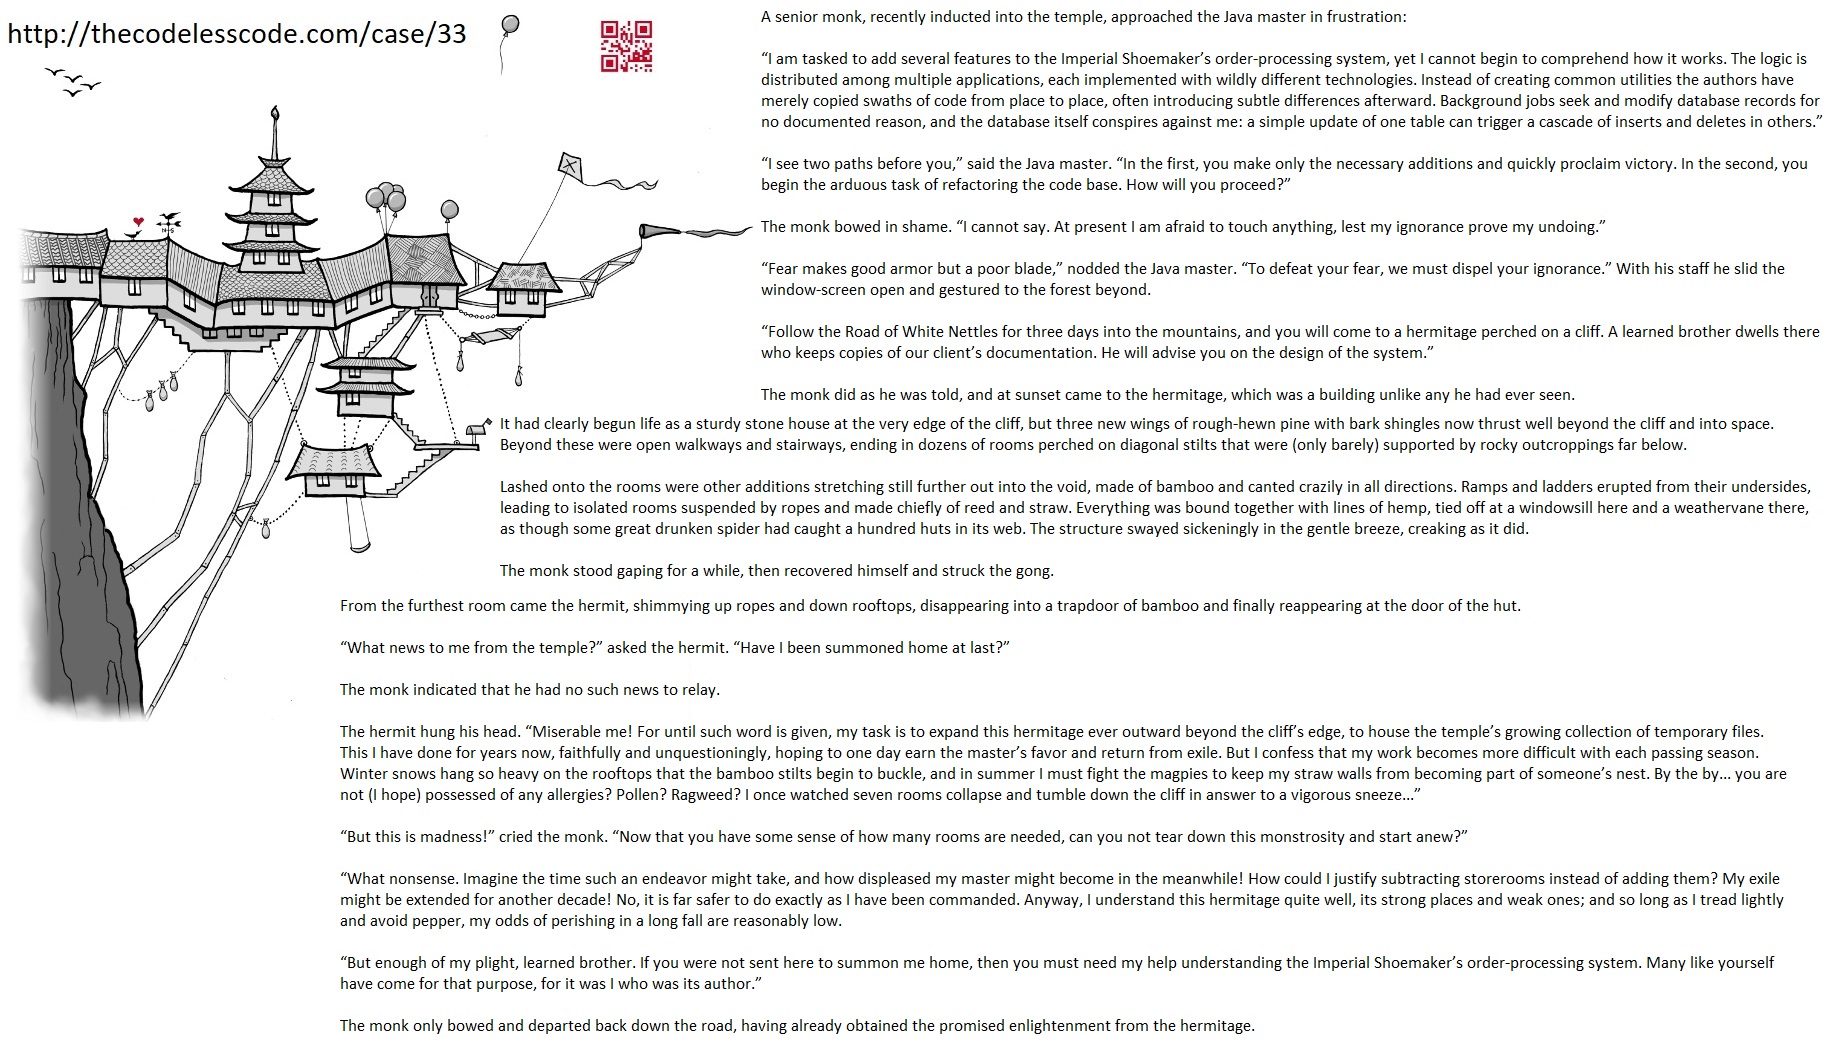 http://thecodelesscode.com/case/33
A senior monk, recently inducted into the temple, approached the Java master in frustration:
“I am tasked to add several features to the Imperial Shoemaker’s order-processing system, yet I cannot begin to comprehend how it works. The logic is
distributed among multiple applications, each implemented with wildly different technologies. Instead of creating common utilities the authors have
merely copied swaths of code from place to place, often introducing subtle differences afterward. Background jobs seek and modify database records for
no documented reason, and the database itself conspires against me: a simple update of one table can trigger a cascade of inserts and deletes in others.”
“I see two paths before you,” said the Java master. “In the first, you make only the necessary additions and quickly proclaim victory. In the second, you
begin the arduous task of refactoring the code base. How will you proceed?”
The monk bowed in shame. “I cannot say. At present I am afraid to touch anything, lest my ignorance prove my undoing.”
“Fear makes good armor but a poor blade,” nodded the Java master. “To defeat your fear, we must dispel your ignorance.” With his staff he slid the
window-screen open and gestured to the forest beyond.
“Follow the Road of White Nettles for three days into the mountains, and you will come to a hermitage perched on a cliff. A learned brother dwells there
who keeps copies of our client’s documentation. He will advise you on the design of the system.”
The monk did as he was told, and at sunset came to the hermitage, which was a building unlike any he had ever seen.
It had clearly begun life as a sturdy stone house at the very edge of the cliff, but three new wings of rough-hewn pine with bark shingles now thrust well beyond the cliff and into space.
Beyond these were open walkways and stairways, ending in dozens of rooms perched on diagonal stilts that were (only barely) supported by rocky outcroppings far below.
Lashed onto the rooms were other additions stretching still further out into the void, made of bamboo and canted crazily in all directions. Ramps and ladders erupted from their undersides,
leading to isolated rooms suspended by ropes and made chiefly of reed and straw. Everything was bound together with lines of hemp, tied off at a windowsill here and a weathervane there,
as though some great drunken spider had caught a hundred huts in its web. The structure swayed sickeningly in the gentle breeze, creaking as it did.
The monk stood gaping for a while, then recovered himself and struck the gong.
From the furthest room came the hermit, shimmying up ropes and down rooftops, disappearing into a trapdoor of bamboo and finally reappearing at the door of the hut.
“What news to me from the temple?” asked the hermit. “Have I been summoned home at last?”
The monk indicated that he had no such news to relay.
The hermit hung his head. “Miserable me! For until such word is given, my task is to expand this hermitage ever outward beyond the cliff’s edge, to house the temple’s growing collection of temporary files.
This I have done for years now, faithfully and unquestioningly, hoping to one day earn the master’s favor and return from exile. But I confess that my work becomes more difficult with each passing season.
Winter snows hang so heavy on the rooftops that the bamboo stilts begin to buckle, and in summer I must fight the magpies to keep my straw walls from becoming part of someone’s nest. By the by... you are
not (I hope) possessed of any allergies? Pollen? Ragweed? I once watched seven rooms collapse and tumble down the cliff in answer to a vigorous sneeze...”
“But this is madness!” cried the monk. “Now that you have some sense of how many rooms are needed, can you not tear down this monstrosity and start anew?”
“What nonsense. Imagine the time such an endeavor might take, and how displeased my master might become in the meanwhile! How could I justify subtracting storerooms instead of adding them? My exile
might be extended for another decade! No, it is far safer to do exactly as I have been commanded. Anyway, I understand this hermitage quite well, its strong places and weak ones; and so long as I tread lightly
and avoid pepper, my odds of perishing in a long fall are reasonably low.
“But enough of my plight, learned brother. If you were not sent here to summon me home, then you must need my help understanding the Imperial Shoemaker’s order-processing system. Many like yourself
have come for that purpose, for it was I who was its author.”
The monk only bowed and departed back down the road, having already obtained the promised enlightenment from the hermitage.